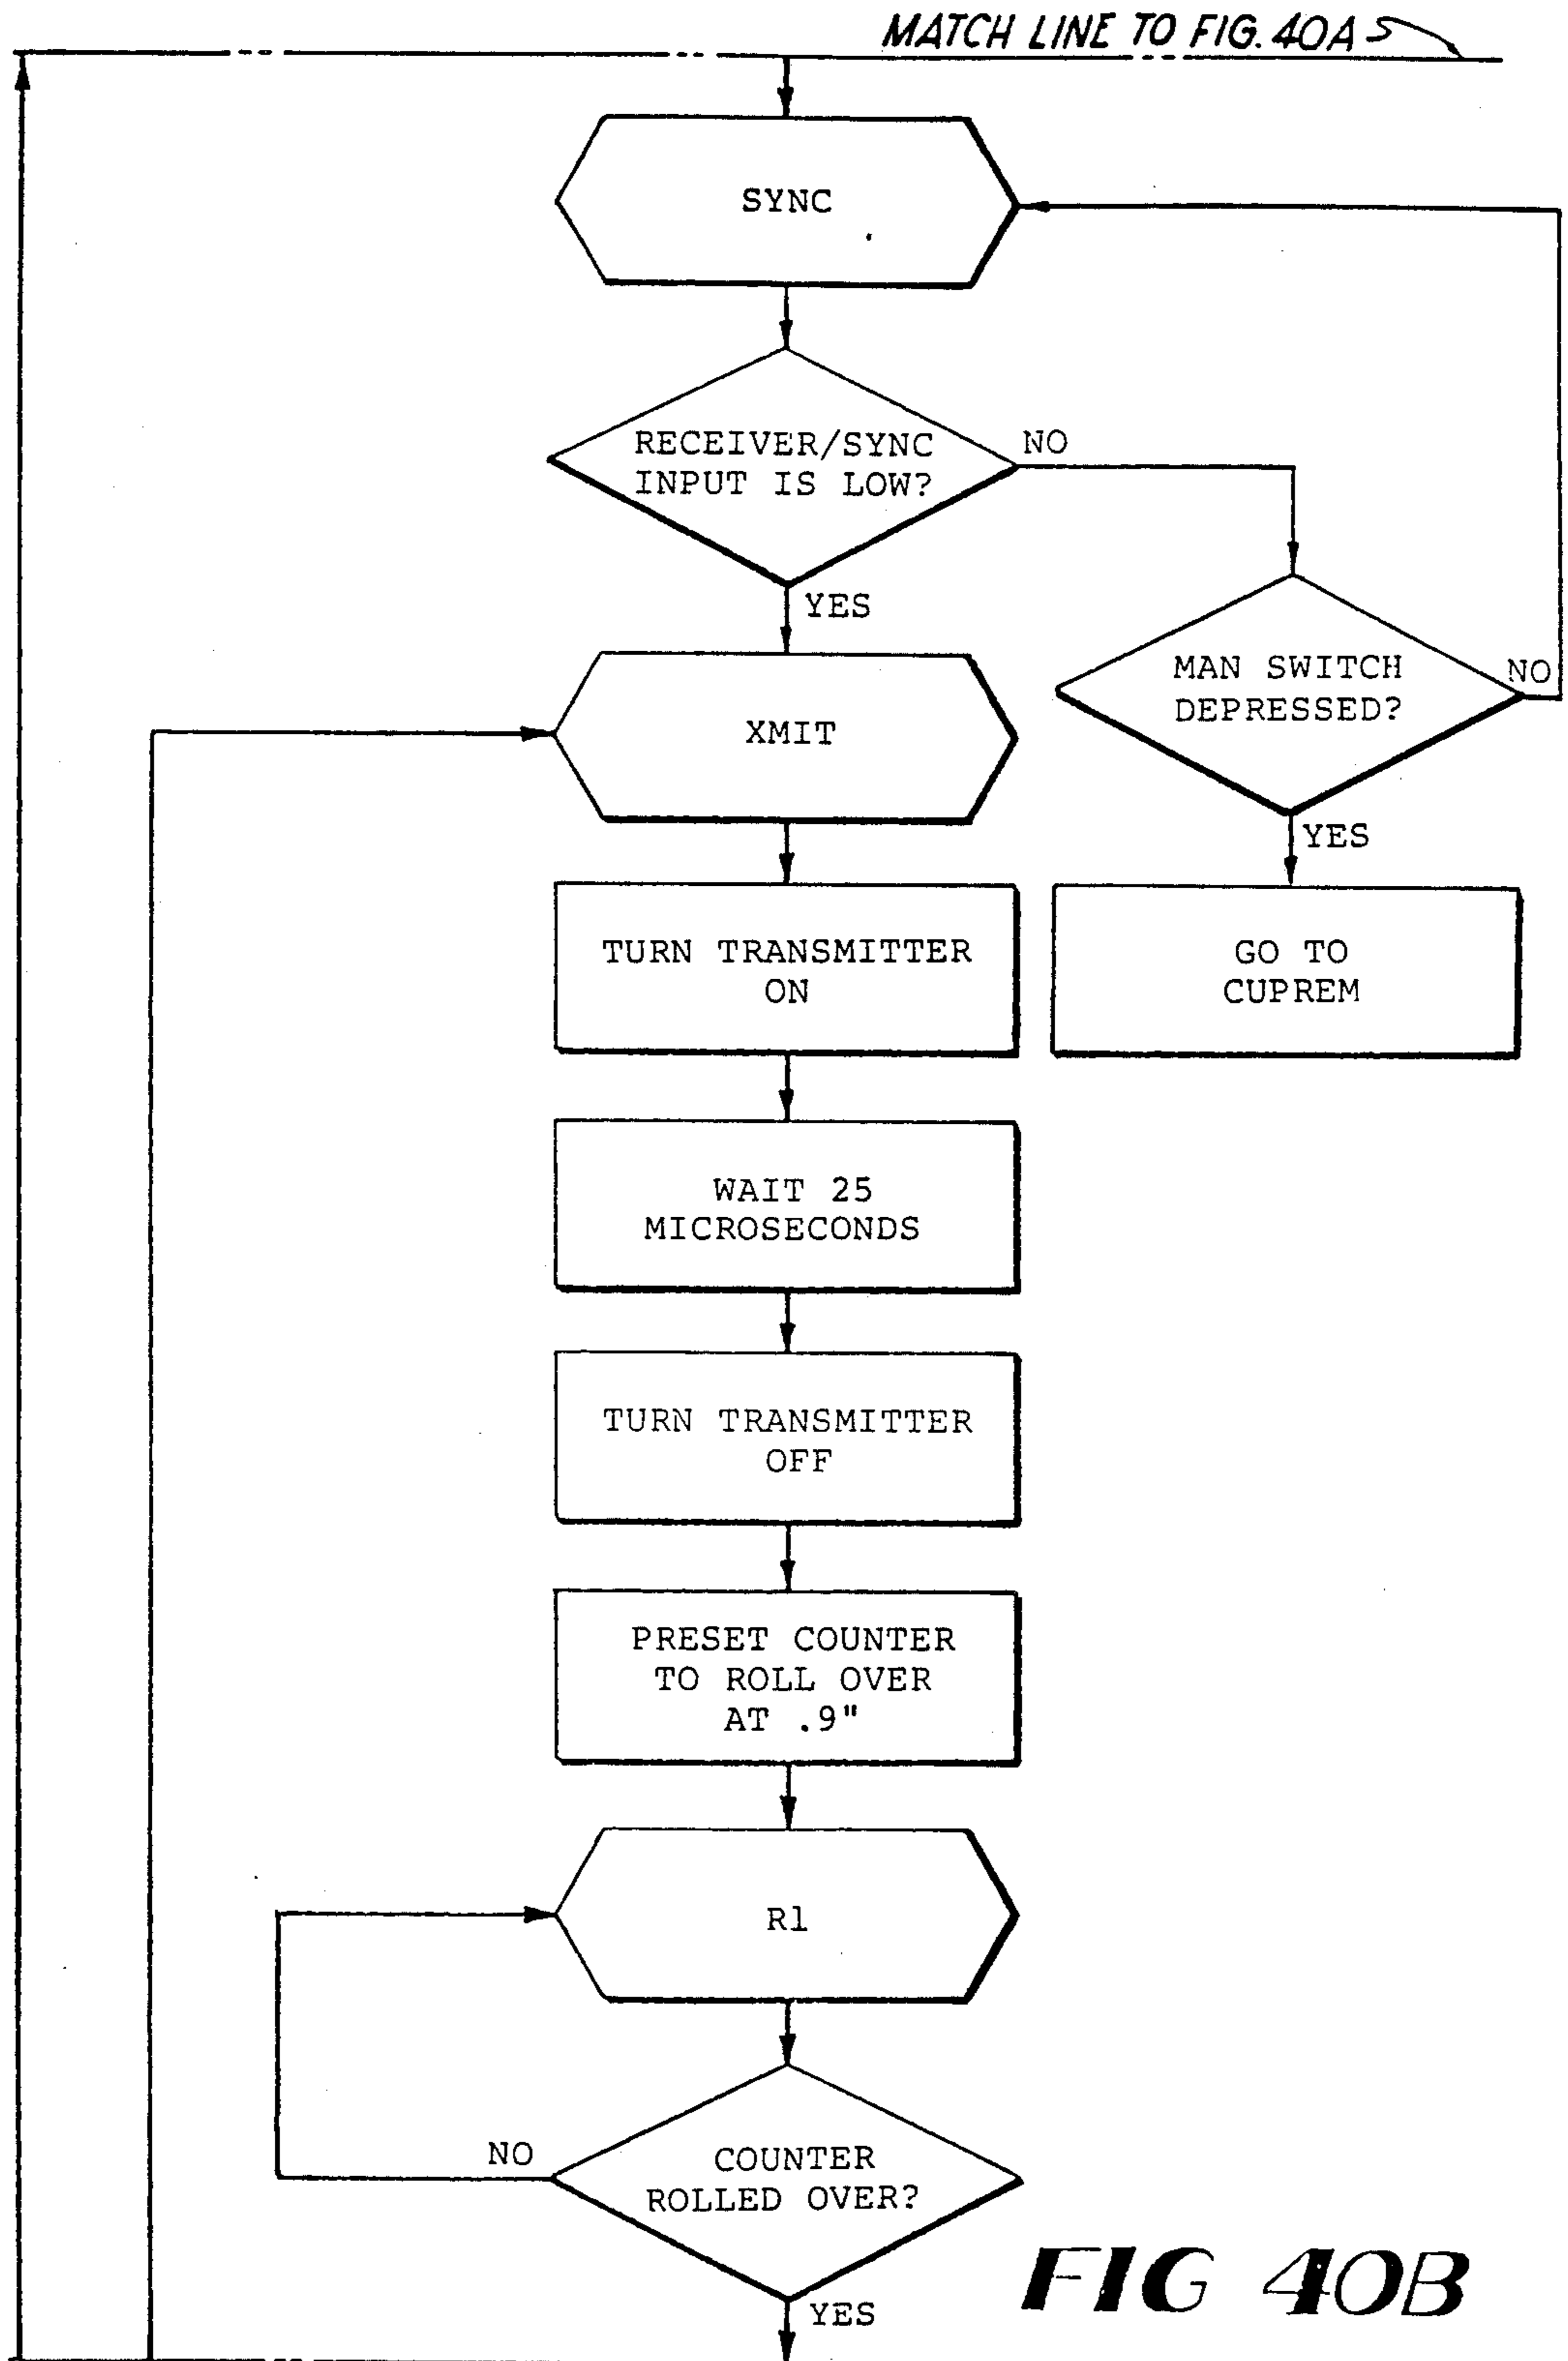 MATCH LINE TO FIG. 40A
SYNC
RECEIVER/SYNC
INPUT IS LOW?
NO
YES
MAN SWITCH
DEPRESSED?
NO
XMIT
YES
TURN TRANSMITTER
ON
GO TO
CUPREM
WAIT 25
MICROSECONDS
TURN TRANSMITTER
OFF
PRESET COUNTER
TO ROLL OVER
AT .9"
R1
NO
COUNTER
ROLLED OVER?
YES
FIG 40B